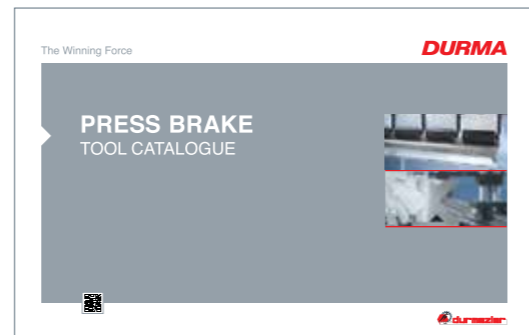 The Winning Force
DURMA
PRESS BRAKE
TOOL CATALOGUE
durmazlar